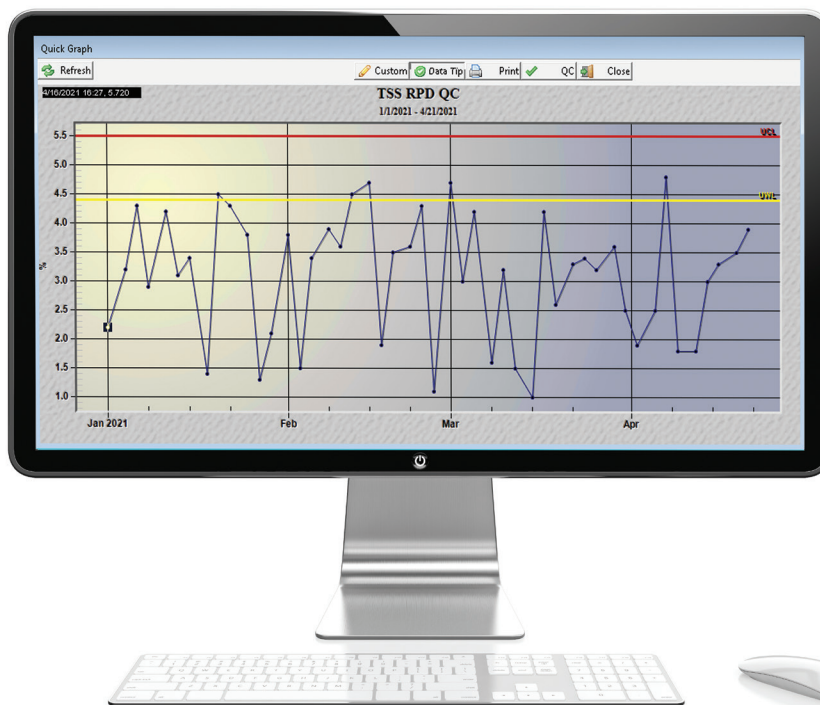 Quick Graph
Refresh Custom Data Tip Print QC Close
4/16/2021 16:27, 5.720
TSS RPD QC
1/1/2021 - 4/21/2021
UCL
5.5
5.0
UWL
4.5
4.0
3.5
%
3.0
2.5
2.0
1.5
1.0
Jan 2021 Feb Mar Apr